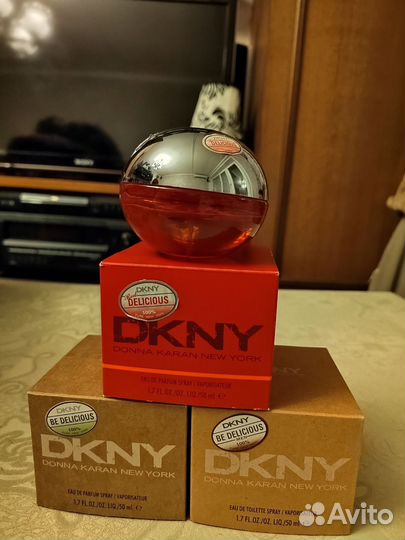 SONY
DELICIOUS
DKNY
Red
DELICIOUS
100%
DKNY
DONNA KARAN NEW YORK
EAU DE PARFUM SPRAY / VAPORISATEUR
1.7 FL.OZ./OZ. LIQ/50 ml ℮
DKNY
BE DELICIOUS
100%
DKNY
DONNA KARAN NEW YORK
EAU DE PARFUM SPRAY / VAPORISATEUR
1.7 FL.OZ./OZ. LIQ./50 ml ℮
DKNY
BE DELICIOUS
100%
DKNY
DONNA KARAN NEW YORK
EAU DE TOILETTE SPRAY / VAPORISATEUR
1.7 FL.OZ./OZ. LIQ./50 ml
Avito